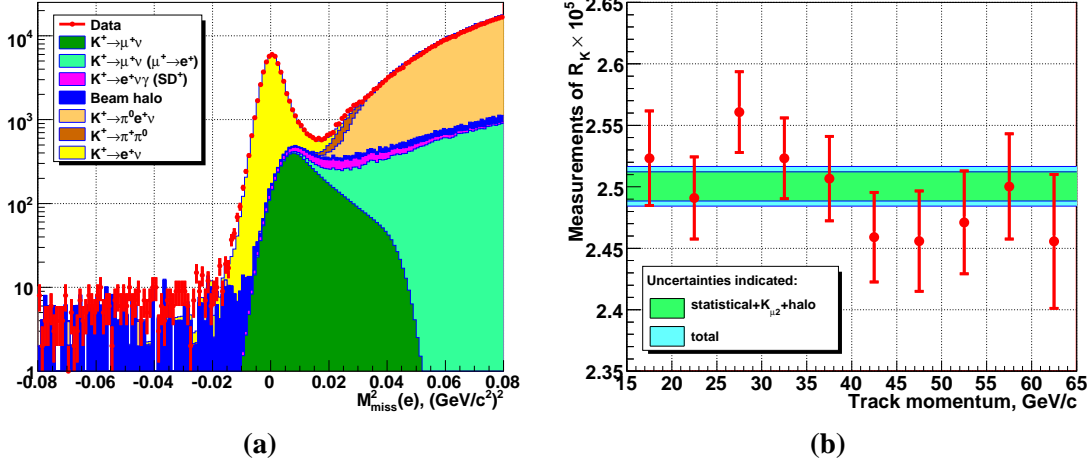 10⁴
10³
10²
10
1
-0.08 -0.06 -0.04 -0.02 0 0.02 0.04 0.06 0.08
M²miss(e), (GeV/c²)²
Data
K⁺→μ⁺ν
K⁺→μ⁺ν (μ⁺→e⁺)
K⁺→e⁺νγ (SD⁺)
Beam halo
K⁺→π⁰e⁺ν
K⁺→π⁺π⁰
K⁺→e⁺ν
(a)
Measurements of R_K × 10⁵
2.65
2.6
2.55
2.5
2.45
2.4
2.35
Uncertainties indicated:
statistical+K_μ2+halo
total
15 20 25 30 35 40 45 50 55 60 65
Track momentum, GeV/c
(b)